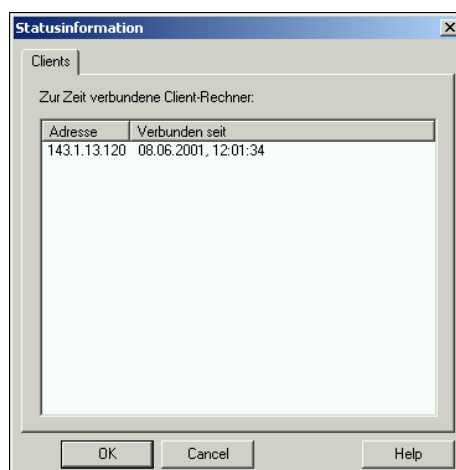 Statusinformation
Clients
Zur Zeit verbundene Client-Rechner:
Adresse Verbunden seit
143.1.13.120 08.06.2001, 12:01:34
OK Cancel Help